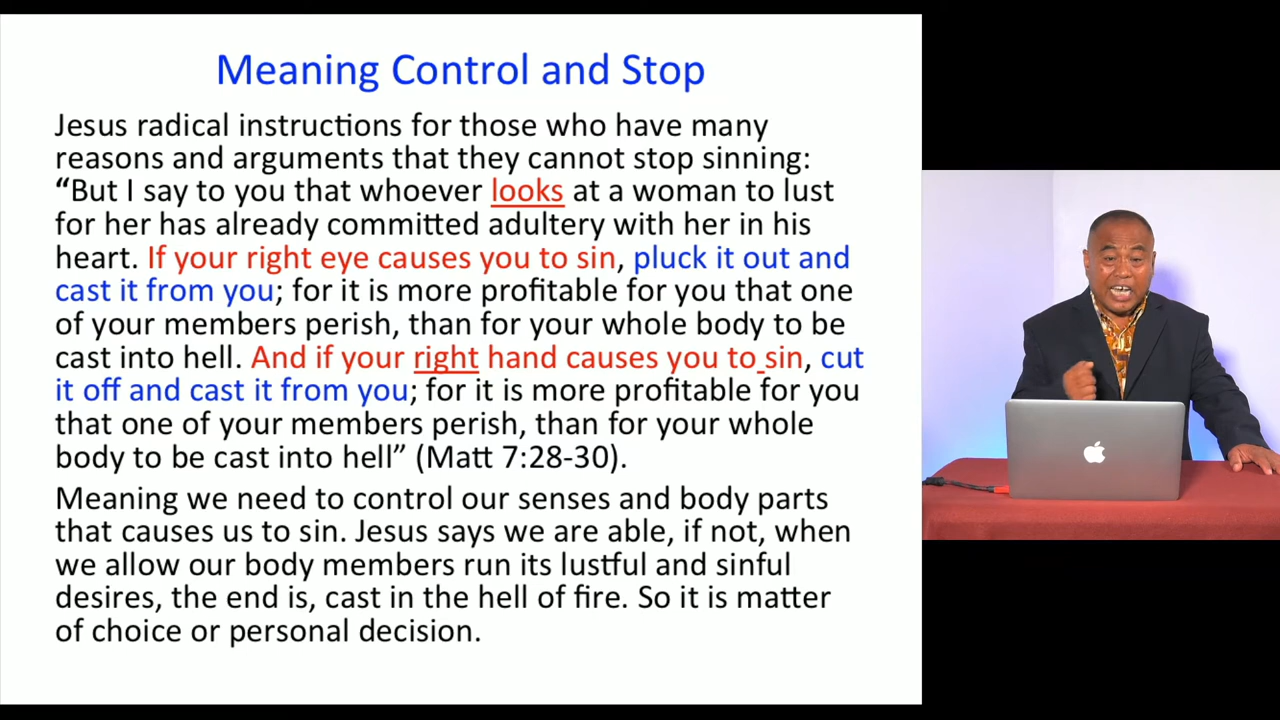 Meaning Control and Stop
Jesus radical instructions for those who have many
reasons and arguments that they cannot stop sinning:
“But I say to you that whoever looks at a woman to lust
for her has already committed adultery with her in his
heart. If your right eye causes you to sin, pluck it out and
cast it from you; for it is more profitable for you that one
of your members perish, than for your whole body to be
cast into hell. And if your right hand causes you to sin, cut
it off and cast it from you; for it is more profitable for you
that one of your members perish, than for your whole
body to be cast into hell” (Matt 7:28-30).
Meaning we need to control our senses and body parts
that causes us to sin. Jesus says we are able, if not, when
we allow our body members run its lustful and sinful
desires, the end is, cast in the hell of fire. So it is matter
of choice or personal decision.